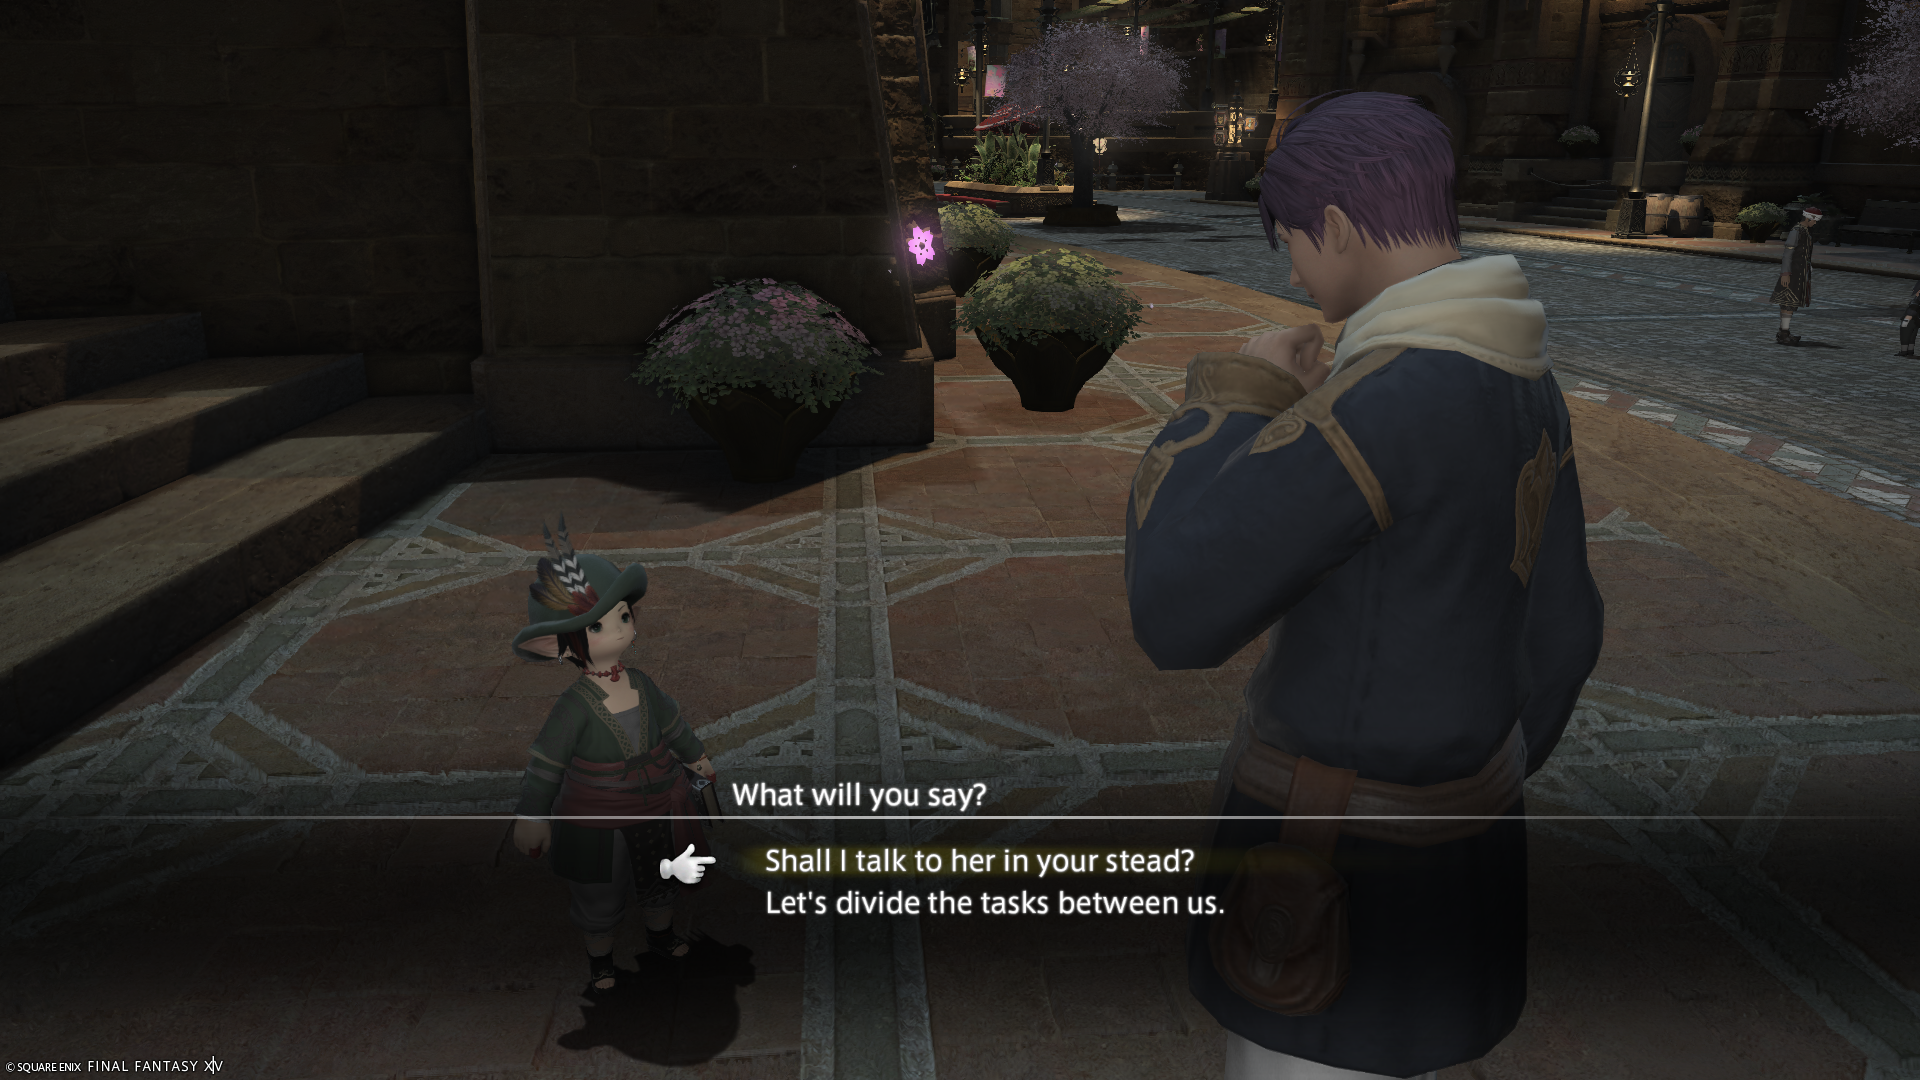 What will you say?
Shall I talk to her in your stead?
Let's divide the tasks between us.
© SQUARE ENIX FINAL FANTASY XIV